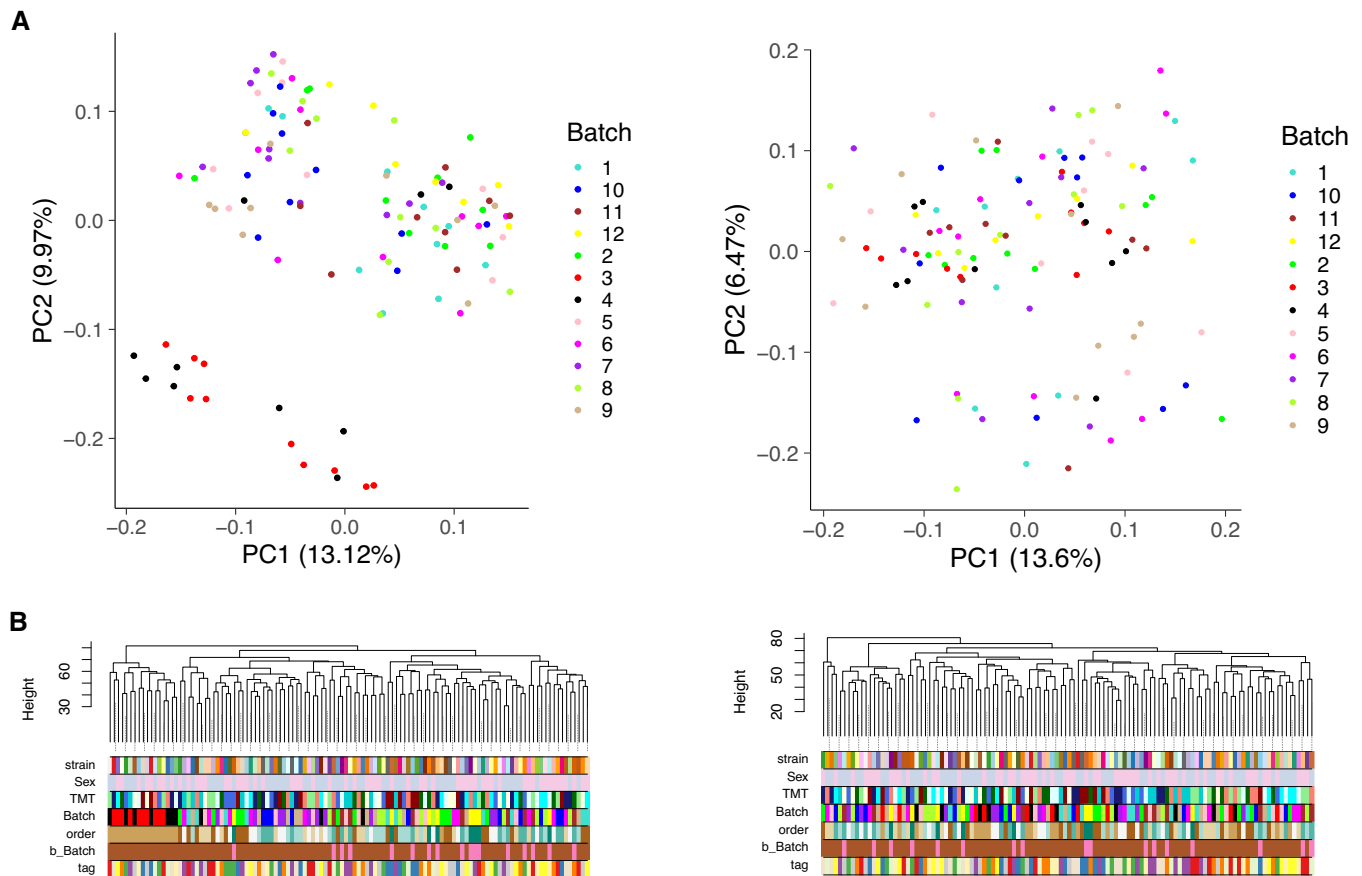 A
PC2 (9.97%)
0.1
0.0
−0.1
−0.2
−0.2
−0.1
0.0
0.1
PC1 (13.12%)
Batch
1
10
11
12
2
3
4
5
6
7
8
9
PC2 (6.47%)
0.2
0.1
0.0
−0.1
−0.2
−0.2
−0.1
0.0
0.1
0.2
PC1 (13.6%)
Batch
1
10
11
12
2
3
4
5
6
7
8
9
B
Height
30
60
strain
Sex
TMT
Batch
order
b_Batch
tag
Height
20
50
80
strain
Sex
TMT
Batch
order
b_Batch
tag